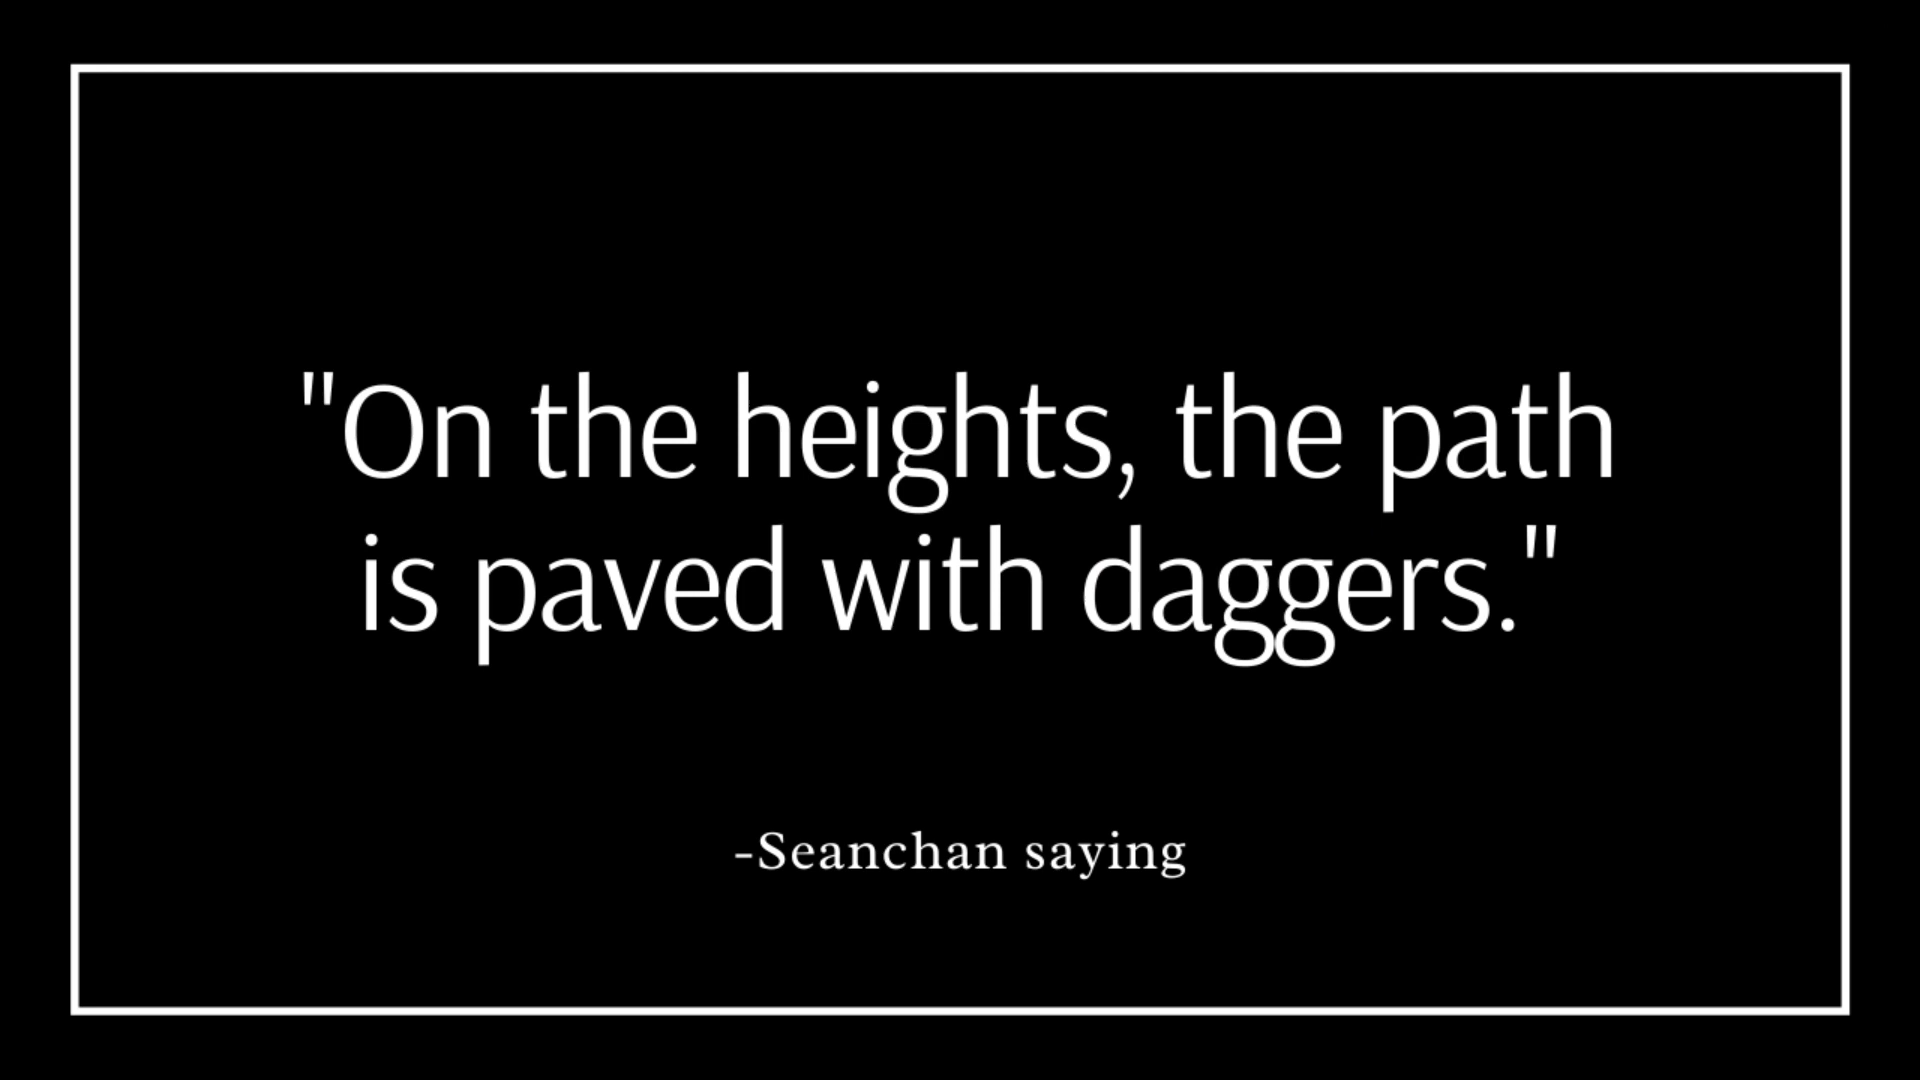 "On the heights, the path
is paved with daggers."
-Seanchan saying